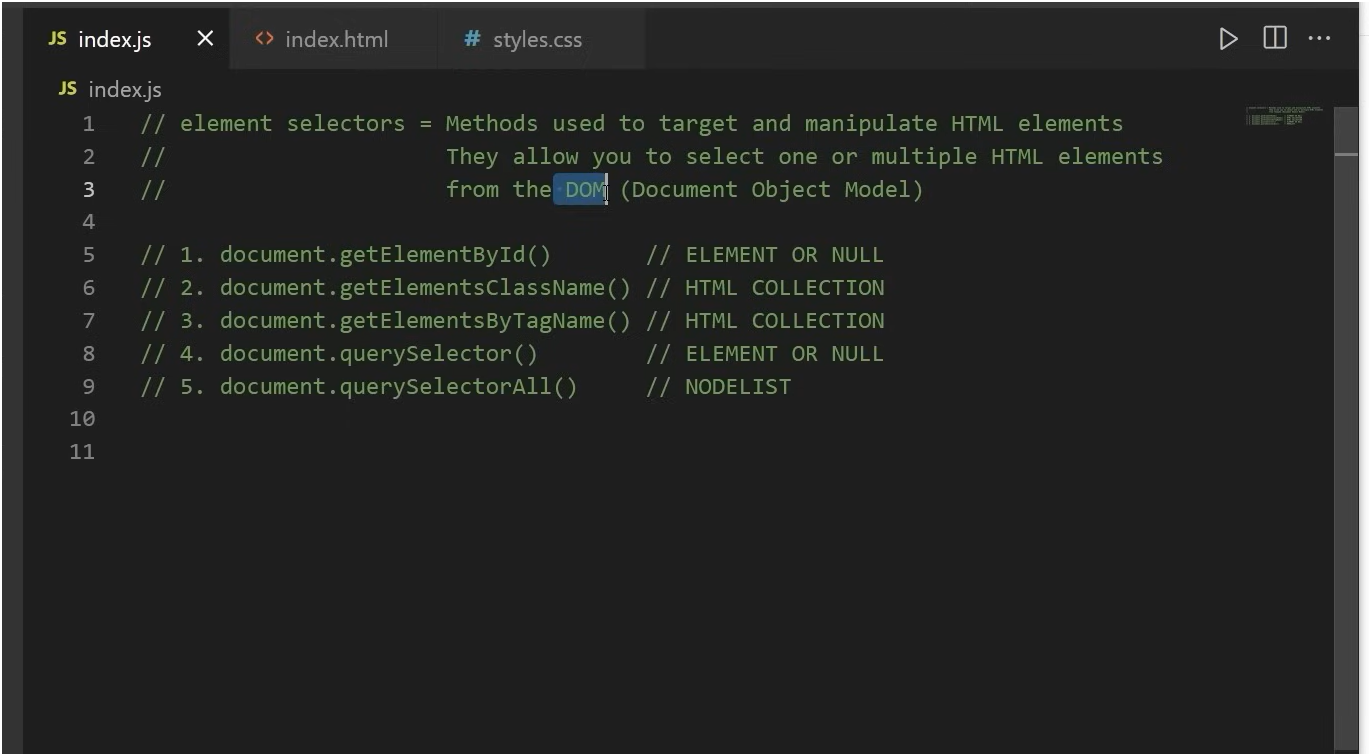 JS index.js × <> index.html # styles.css ...
JS index.js
1 // element selectors = Methods used to target and manipulate HTML elements
2 // They allow you to select one or multiple HTML elements
3 // from the DOM (Document Object Model)
4
5 // 1. document.getElementById() // ELEMENT OR NULL
6 // 2. document.getElementsClassName() // HTML COLLECTION
7 // 3. document.getElementsByTagName() // HTML COLLECTION
8 // 4. document.querySelector() // ELEMENT OR NULL
9 // 5. document.querySelectorAll() // NODELIST
10
11